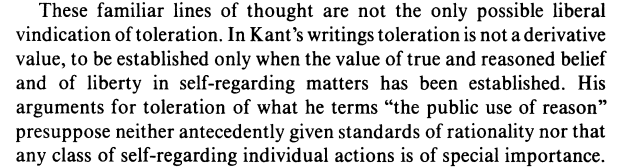 These familiar lines of thought are not the only possible liberal
vindication of toleration. In Kant's writings toleration is not a derivative
value, to be established only when the value of true and reasoned belief
and of liberty in self-regarding matters has been established. His
arguments for toleration of what he terms “the public use of reason”
presuppose neither antecedently given standards of rationality nor that
any class of self-regarding individual actions is of special importance.